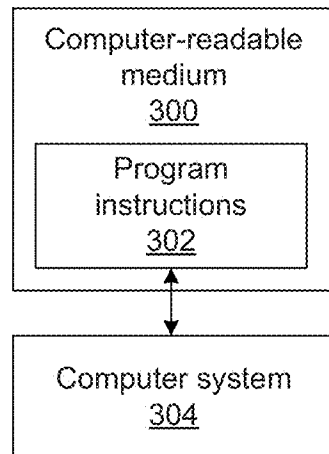 Computer-readable
medium
300
Program
instructions
302
Computer system
304